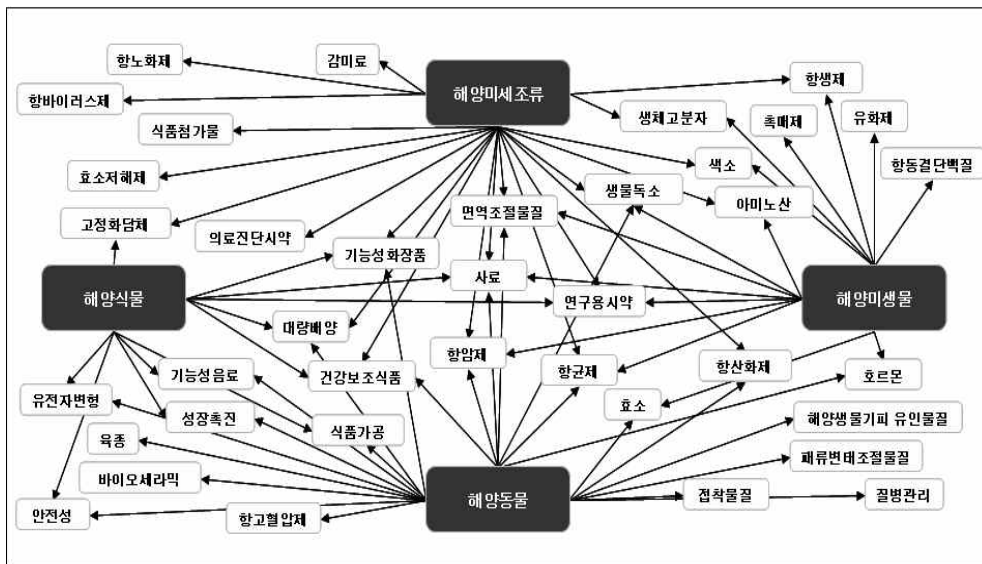 항노화제
감미료
해양미세조류
항생제
항바이러스제
식품첨가물
생체고분자
촉매제
유화제
효소저해제
색소
항동결단백질
생물독소
아미노산
고정화담체
의료진단시약
면역조절물질
기능성화장품
사료
해양식물
연구용시약
해양미생물
대량배양
항암제
항균제
항산화제
기능성음료
건강보조식품
호르몬
유전자변형
성장촉진
식품가공
효소
해양생물기피 유인물질
육종
패류변태조절물질
바이오세라믹
해양동물
접착물질
질병관리
안전성
항고혈압제